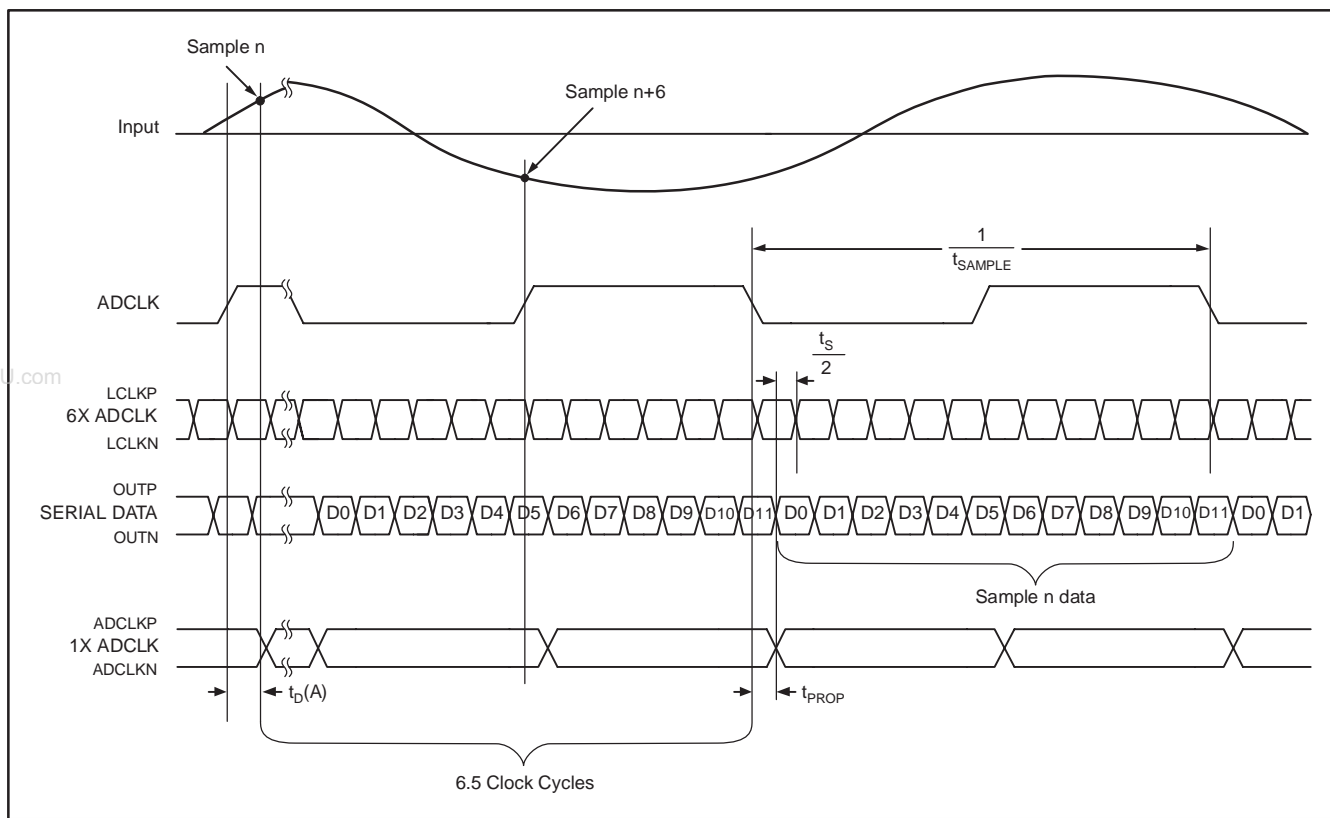 Sample n
Sample n+6
Input
1
tSAMPLE
ADCLK
tS
2
U.com
LCLKP
6X ADCLK
LCLKN
OUTP
SERIAL DATA
OUTN
D0 D1 D2 D3 D4 D5 D6 D7 D8 D9 D10 D11 D0 D1 D2 D3 D4 D5 D6 D7 D8 D9 D10 D11 D0 D1
Sample n data
ADCLKP
1X ADCLK
ADCLKN
tD(A)
tPROP
6.5 Clock Cycles